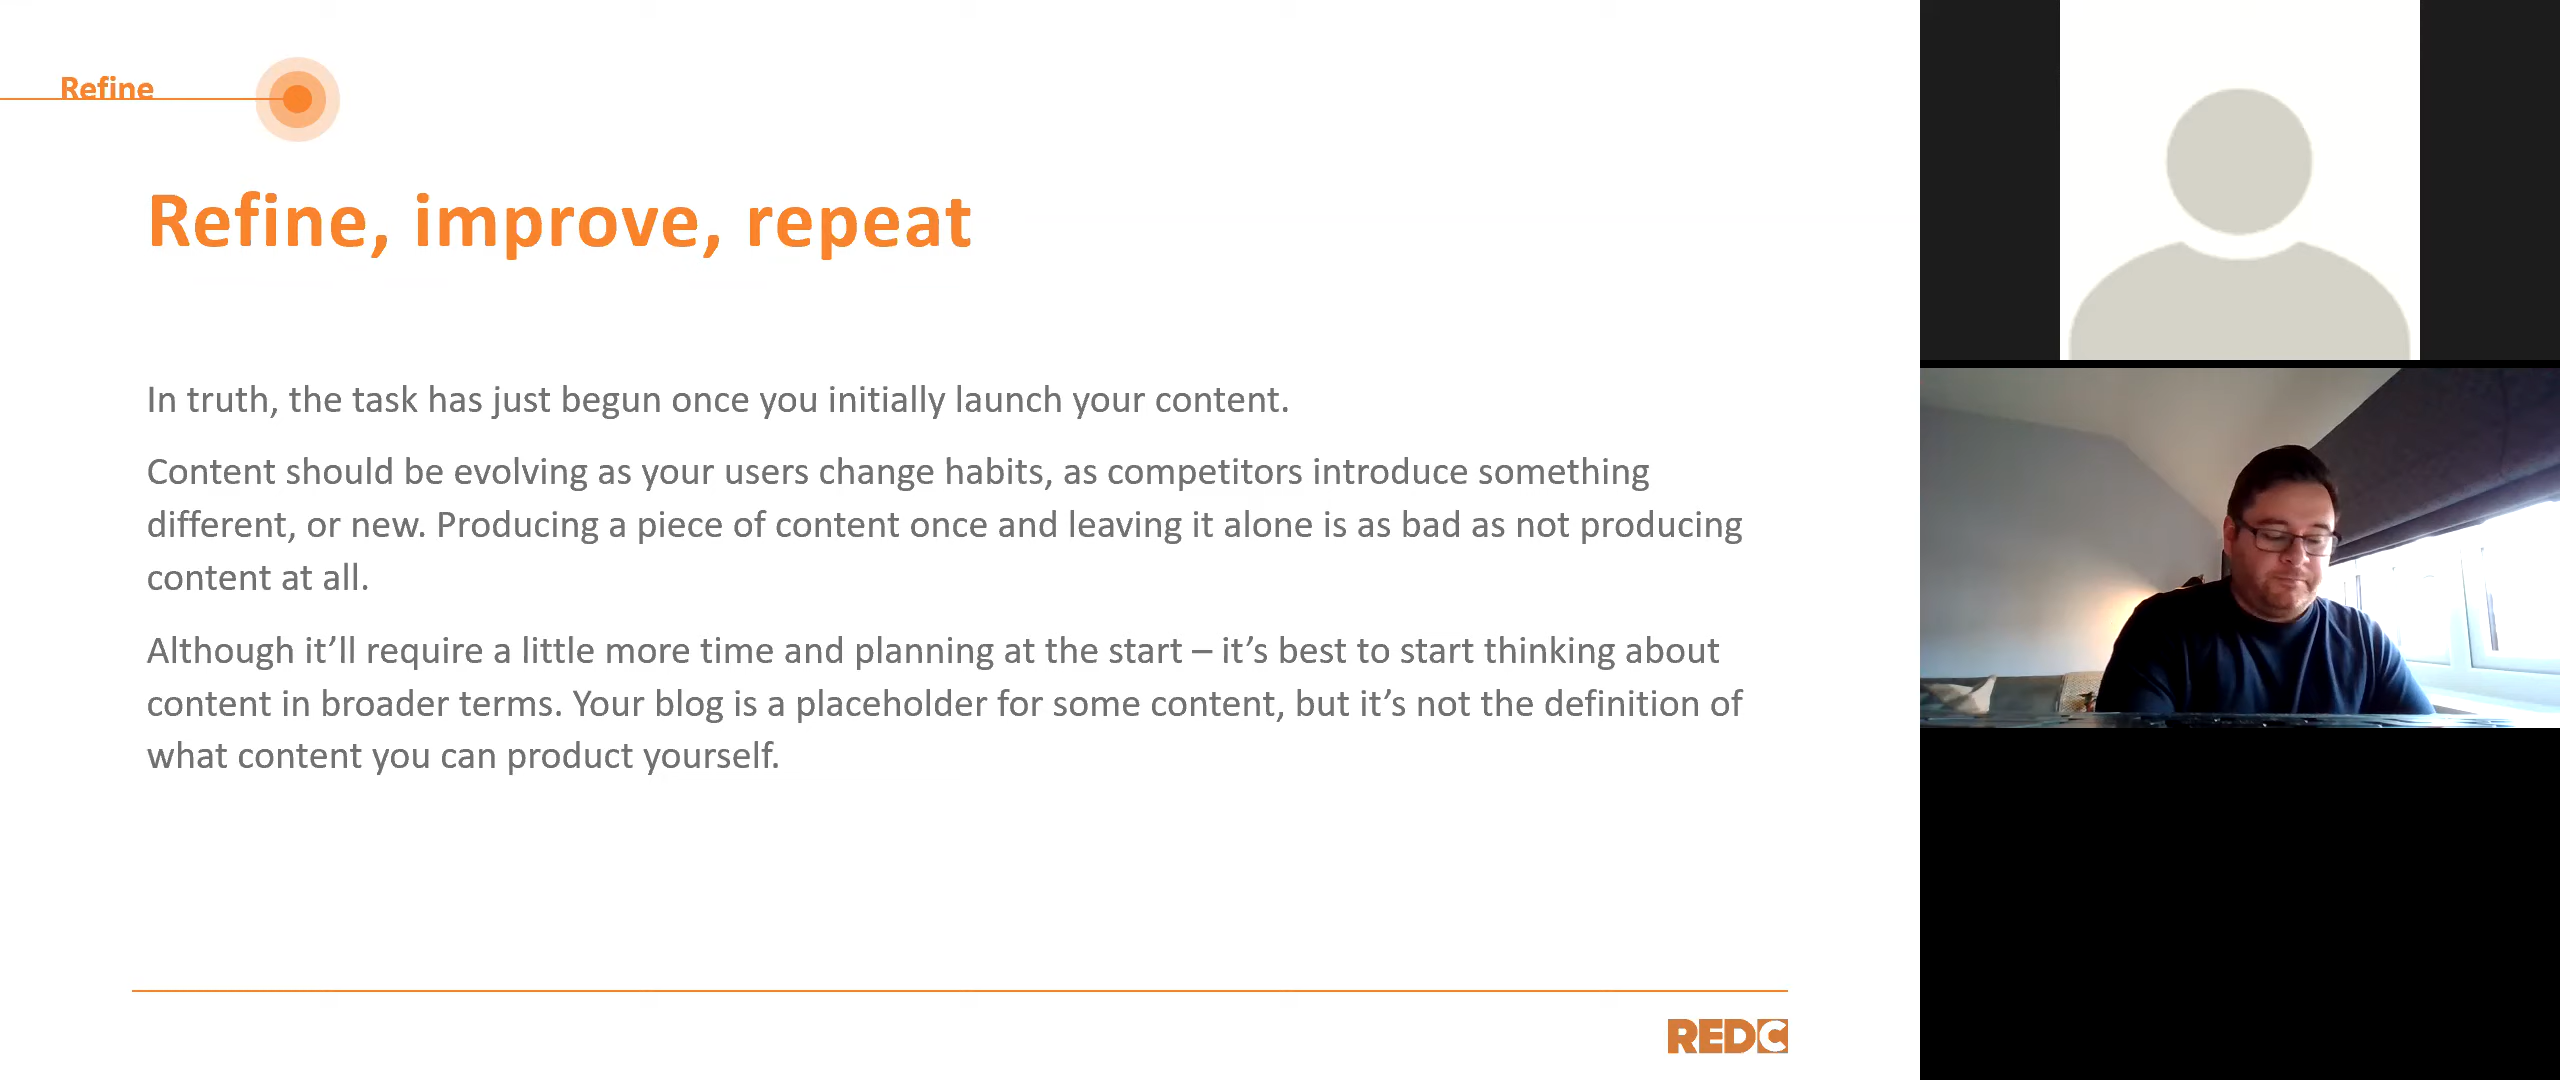 Refine
Refine, improve, repeat
In truth, the task has just begun once you initially launch your content.
Content should be evolving as your users change habits, as competitors introduce something
different, or new. Producing a piece of content once and leaving it alone is as bad as not producing
content at all.
Although it’ll require a little more time and planning at the start – it’s best to start thinking about
content in broader terms. Your blog is a placeholder for some content, but it’s not the definition of
what content you can product yourself.
REDC